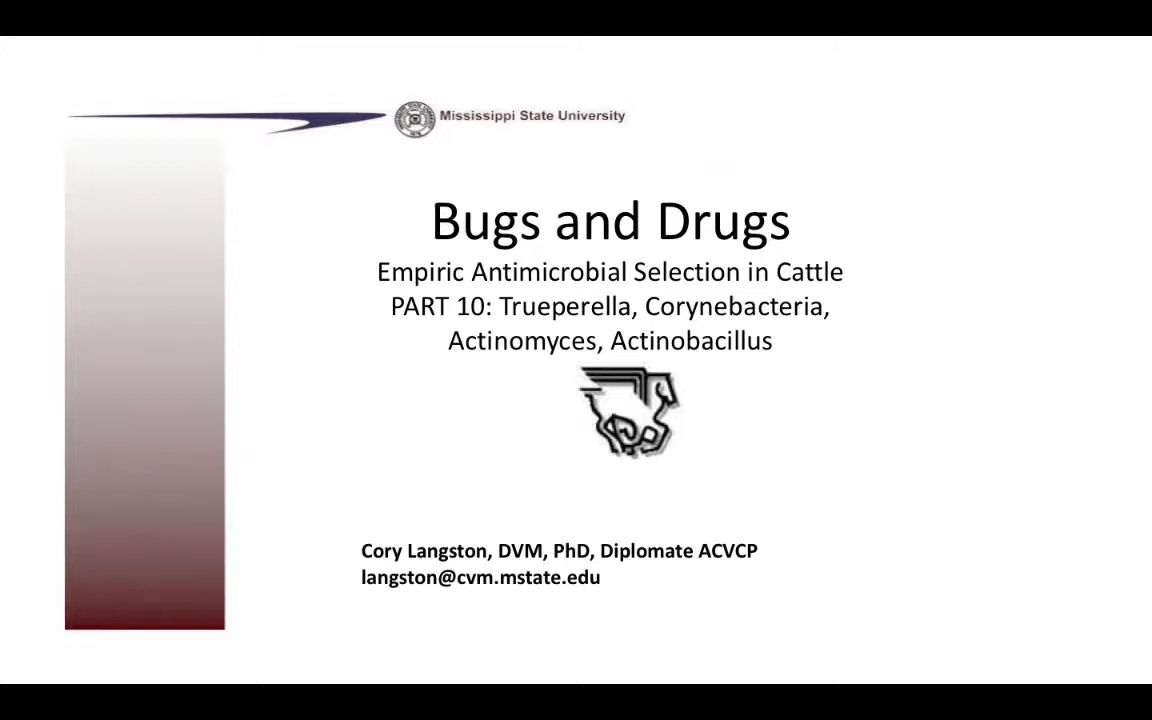 Mississippi State University
Bugs and Drugs
Empiric Antimicrobial Selection in Cattle
PART 10: Trueperella, Corynebacteria,
Actinomyces, Actinobacillus
Cory Langston, DVM, PhD, Diplomate ACVCP
langston@cvm.mstate.edu